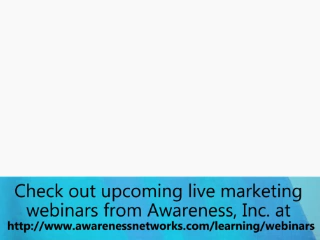 Check out upcoming live marketing
webinars from Awareness, Inc. at
http://www.awarenessnetworks.com/learning/webinars